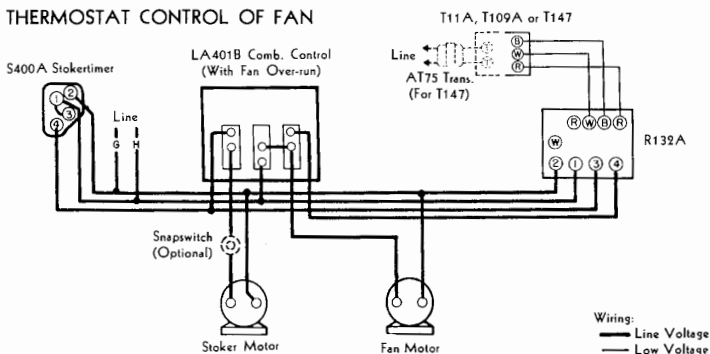 THERMOSTAT CONTROL OF FAN
T11A, T109A or T147
S400A Stokertimer
LA401B Comb. Control
(With Fan Over-run)
Line
AT75 Trans.
(For T147)
B
W
R
T
T
1
2
3
4
Line
G
H
R
W
B
R
W
R132A
2
1
3
4
Snapswitch
(Optional)
Stoker Motor
Fan Motor
Wiring:
Line Voltage
Low Voltage